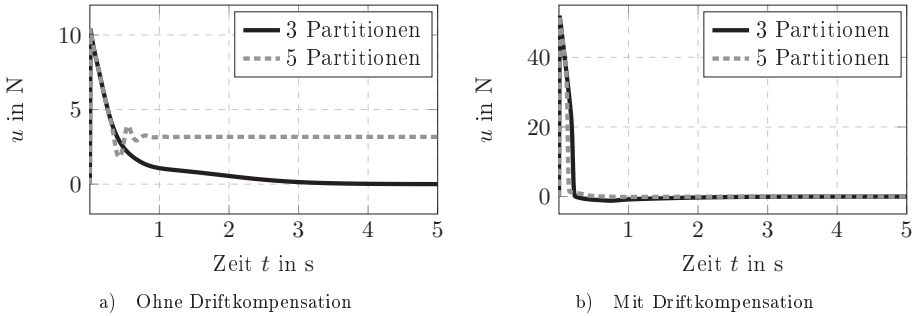 10
5
0
u in N
3 Partitionen
5 Partitionen
1 2 3 4 5
Zeit t in s
a) Ohne Driftkompensation
40
20
0
u in N
3 Partitionen
5 Partitionen
1 2 3 4 5
Zeit t in s
b) Mit Driftkompensation